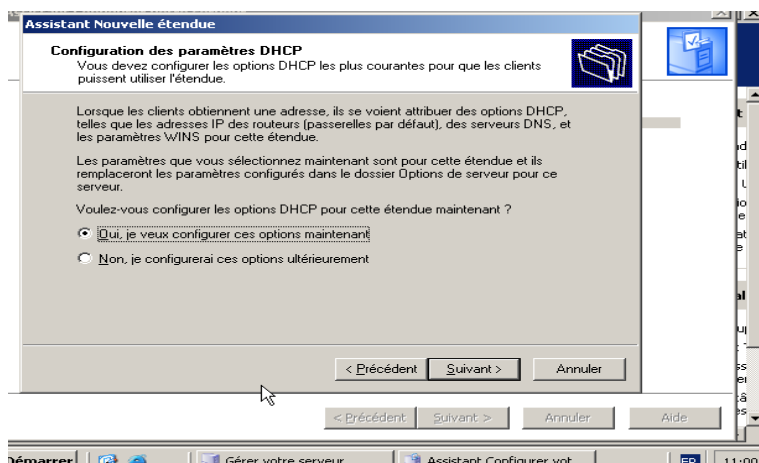 Assistant Nouvelle étendue
Configuration des paramètres DHCP
Vous devez configurer les options DHCP les plus courantes pour que les clients
puissent utiliser l'étendue.
Lorsque les clients obtiennent une adresse, ils se voient attribuer des options DHCP,
telles que les adresses IP des routeurs (passerelles par défaut), des serveurs DNS, et
les paramètres WINS pour cette étendue.
Les paramètres que vous sélectionnez maintenant sont pour cette étendue et ils
remplaceront les paramètres configurés dans le dossier Options de serveur pour ce
serveur.
Voulez-vous configurer les options DHCP pour cette étendue maintenant ?
Oui, je veux configurer ces options maintenant
Non, je configurerai ces options ultérieurement
< Précédent Suivant > Annuler
< Précédent Suivant > Annuler Aide
Démarrer Gérer votre serveur Assistant Configurer vot... FR 11:00